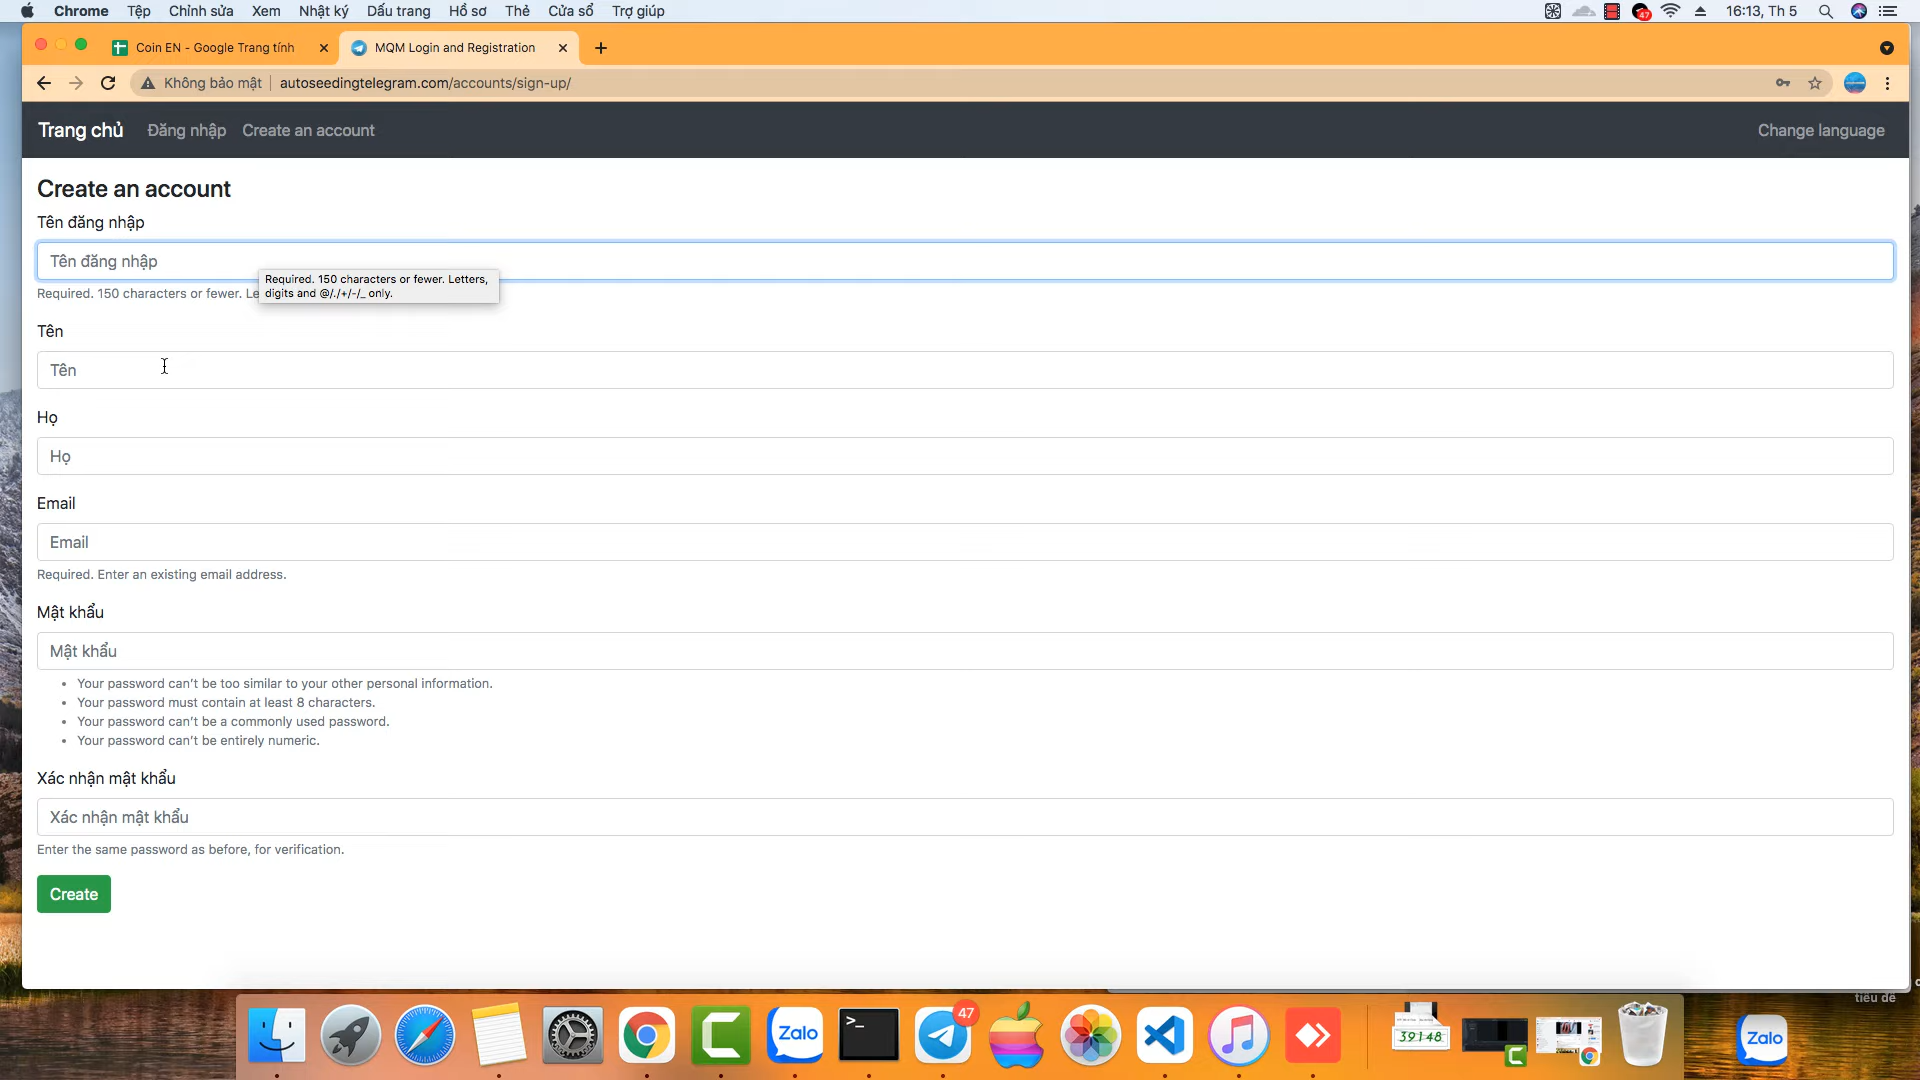 Chrome Tệp Chỉnh sửa Xem Nhật ký Dấu trang Hồ sơ Thẻ Cửa sổ Trợ giúp 47 16:13, Th 5
Coin EN - Google Trang tính MQM Login and Registration
Không bảo mật autoseedingtelegram.com/accounts/sign-up/
Trang chủ Đăng nhập Create an account Change language
Create an account
Tên đăng nhập
Tên đăng nhập
Required. 150 characters or fewer. Le
Required. 150 characters or fewer. Letters,
digits and @/./+/-/_ only.
Tên
Tên
Họ
Họ
Email
Email
Required. Enter an existing email address.
Mật khẩu
Mật khẩu
Your password can't be too similar to your other personal information.
Your password must contain at least 8 characters.
Your password can't be a commonly used password.
Your password can't be entirely numeric.
Xác nhận mật khẩu
Xác nhận mật khẩu
Enter the same password as before, for verification.
Create
tiêu đề
Zalo
>_
47
39148
Zalo